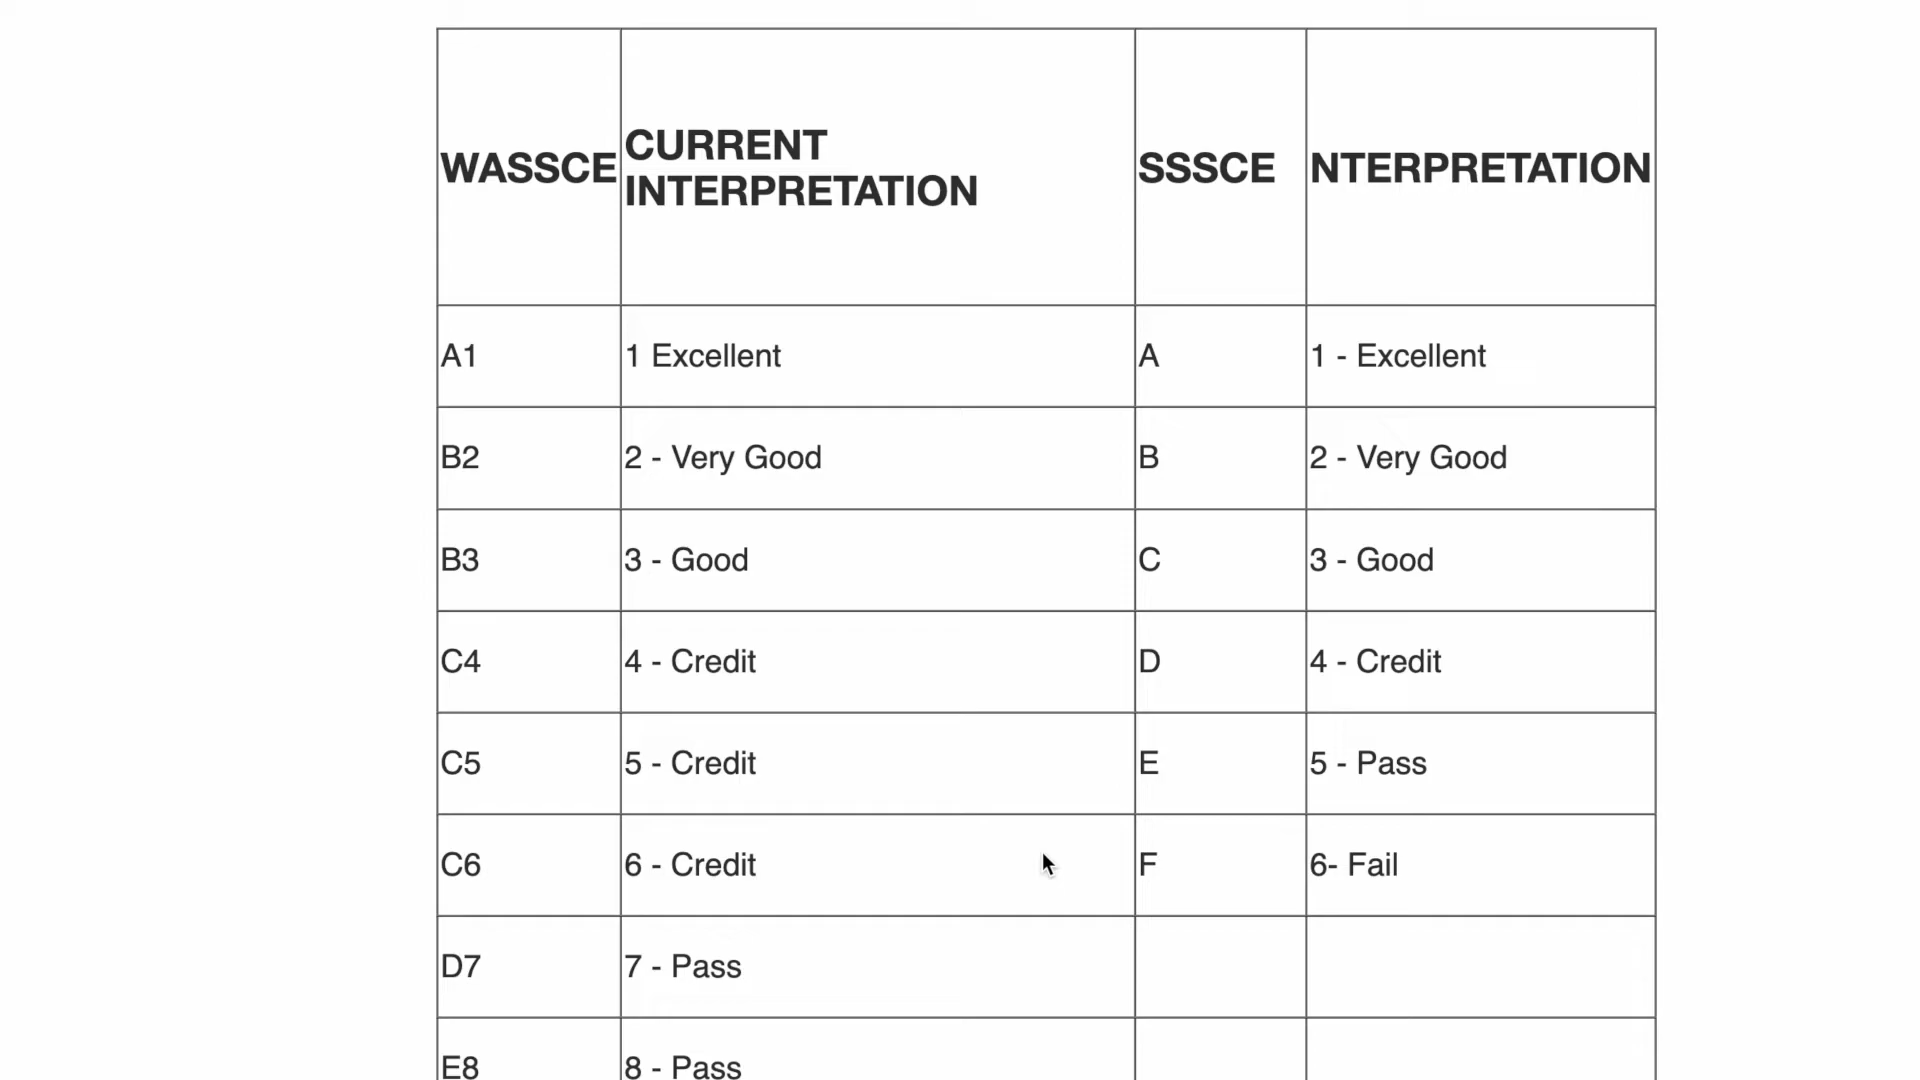 WASSCE CURRENT INTERPRETATION SSSCE NTERPRETATION
A1 1 Excellent A 1 - Excellent
B2 2 - Very Good B 2 - Very Good
B3 3 - Good C 3 - Good
C4 4 - Credit D 4 - Credit
C5 5 - Credit E 5 - Pass
C6 6 - Credit F 6- Fail
D7 7 - Pass
E8 8 - Pass